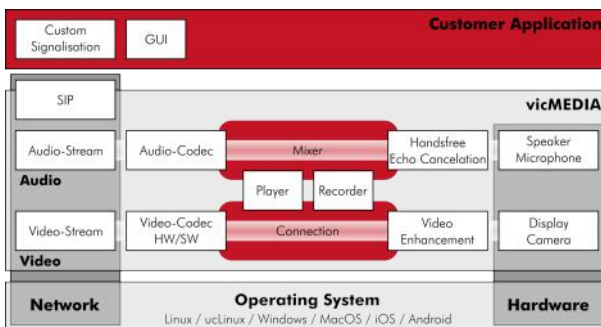 Customer Application
Custom
Signalisation
GUI
SIP
vicMEDIA
Audio-Stream
Audio-Codec
Mixer
Handsfree
Echo Cancelation
Speaker
Microphone
Audio
Player
Recorder
Video-Stream
Video-Codec
HW/SW
Connection
Video
Enhancement
Display
Camera
Video
Network
Operating System
Linux / ucLinux / Windows / MacOS / iOS / Android
Hardware